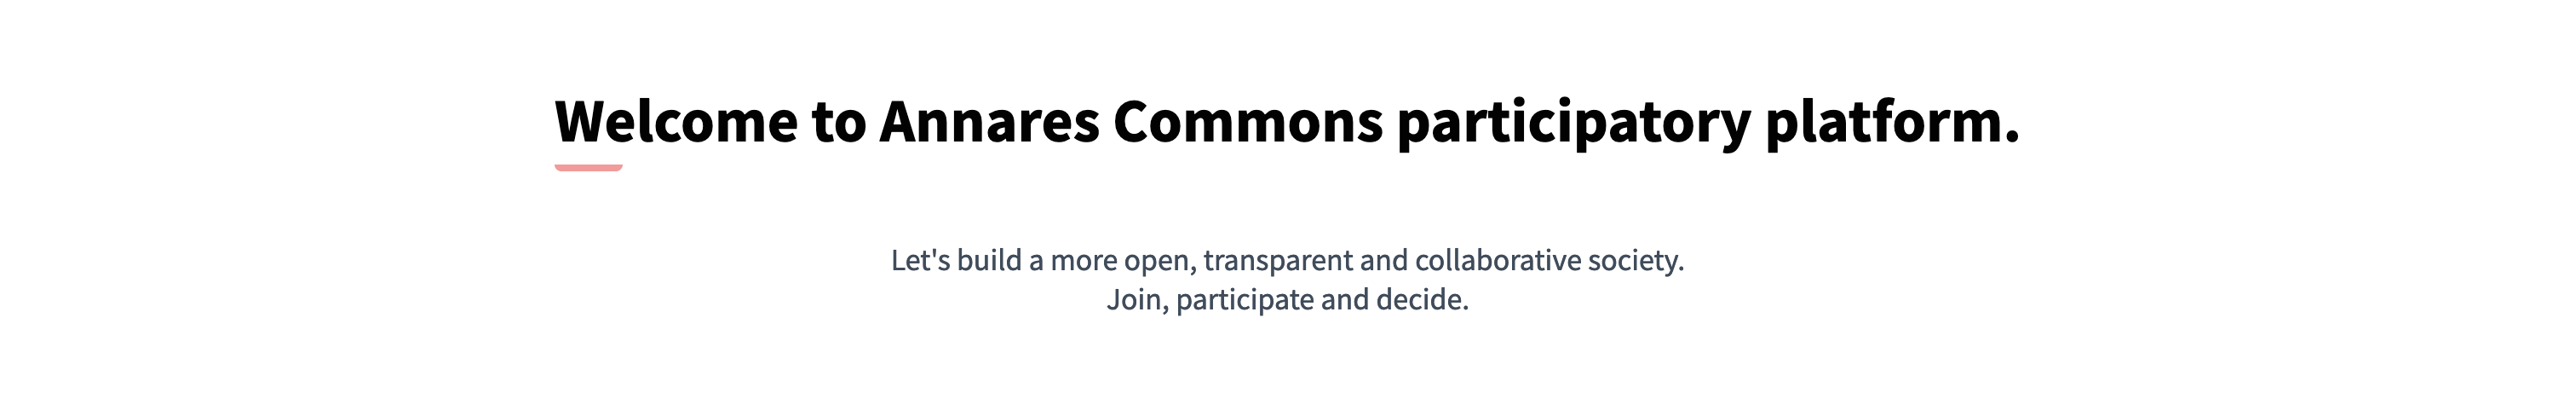 Welcome to Annares Commons participatory platform.
Let's build a more open, transparent and collaborative society.
Join, participate and decide.